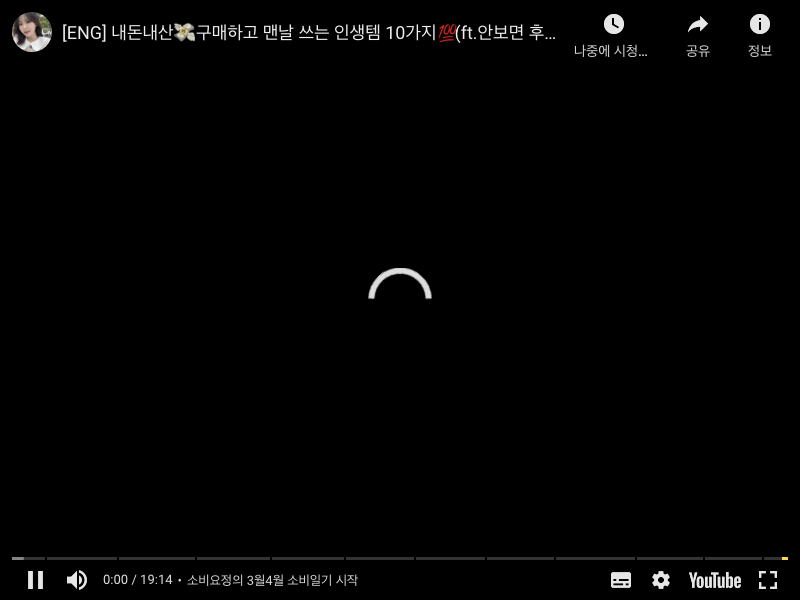 [ENG] 내돈내산💸구매하고 맨날 쓰는 인생템 10가지💯(ft.안보면 후...
나중에 시청...
공유
정보
0:00 / 19:14 • 소비요정의 3월4월 소비일기 시작
YouTube